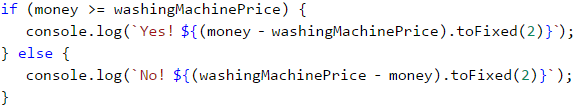 if (money >= washingMachinePrice) {
    console.log(`Yes! ${(money - washingMachinePrice).toFixed(2)}`);
} else {
    console.log(`No! ${(washingMachinePrice - money).toFixed(2)}`);
}